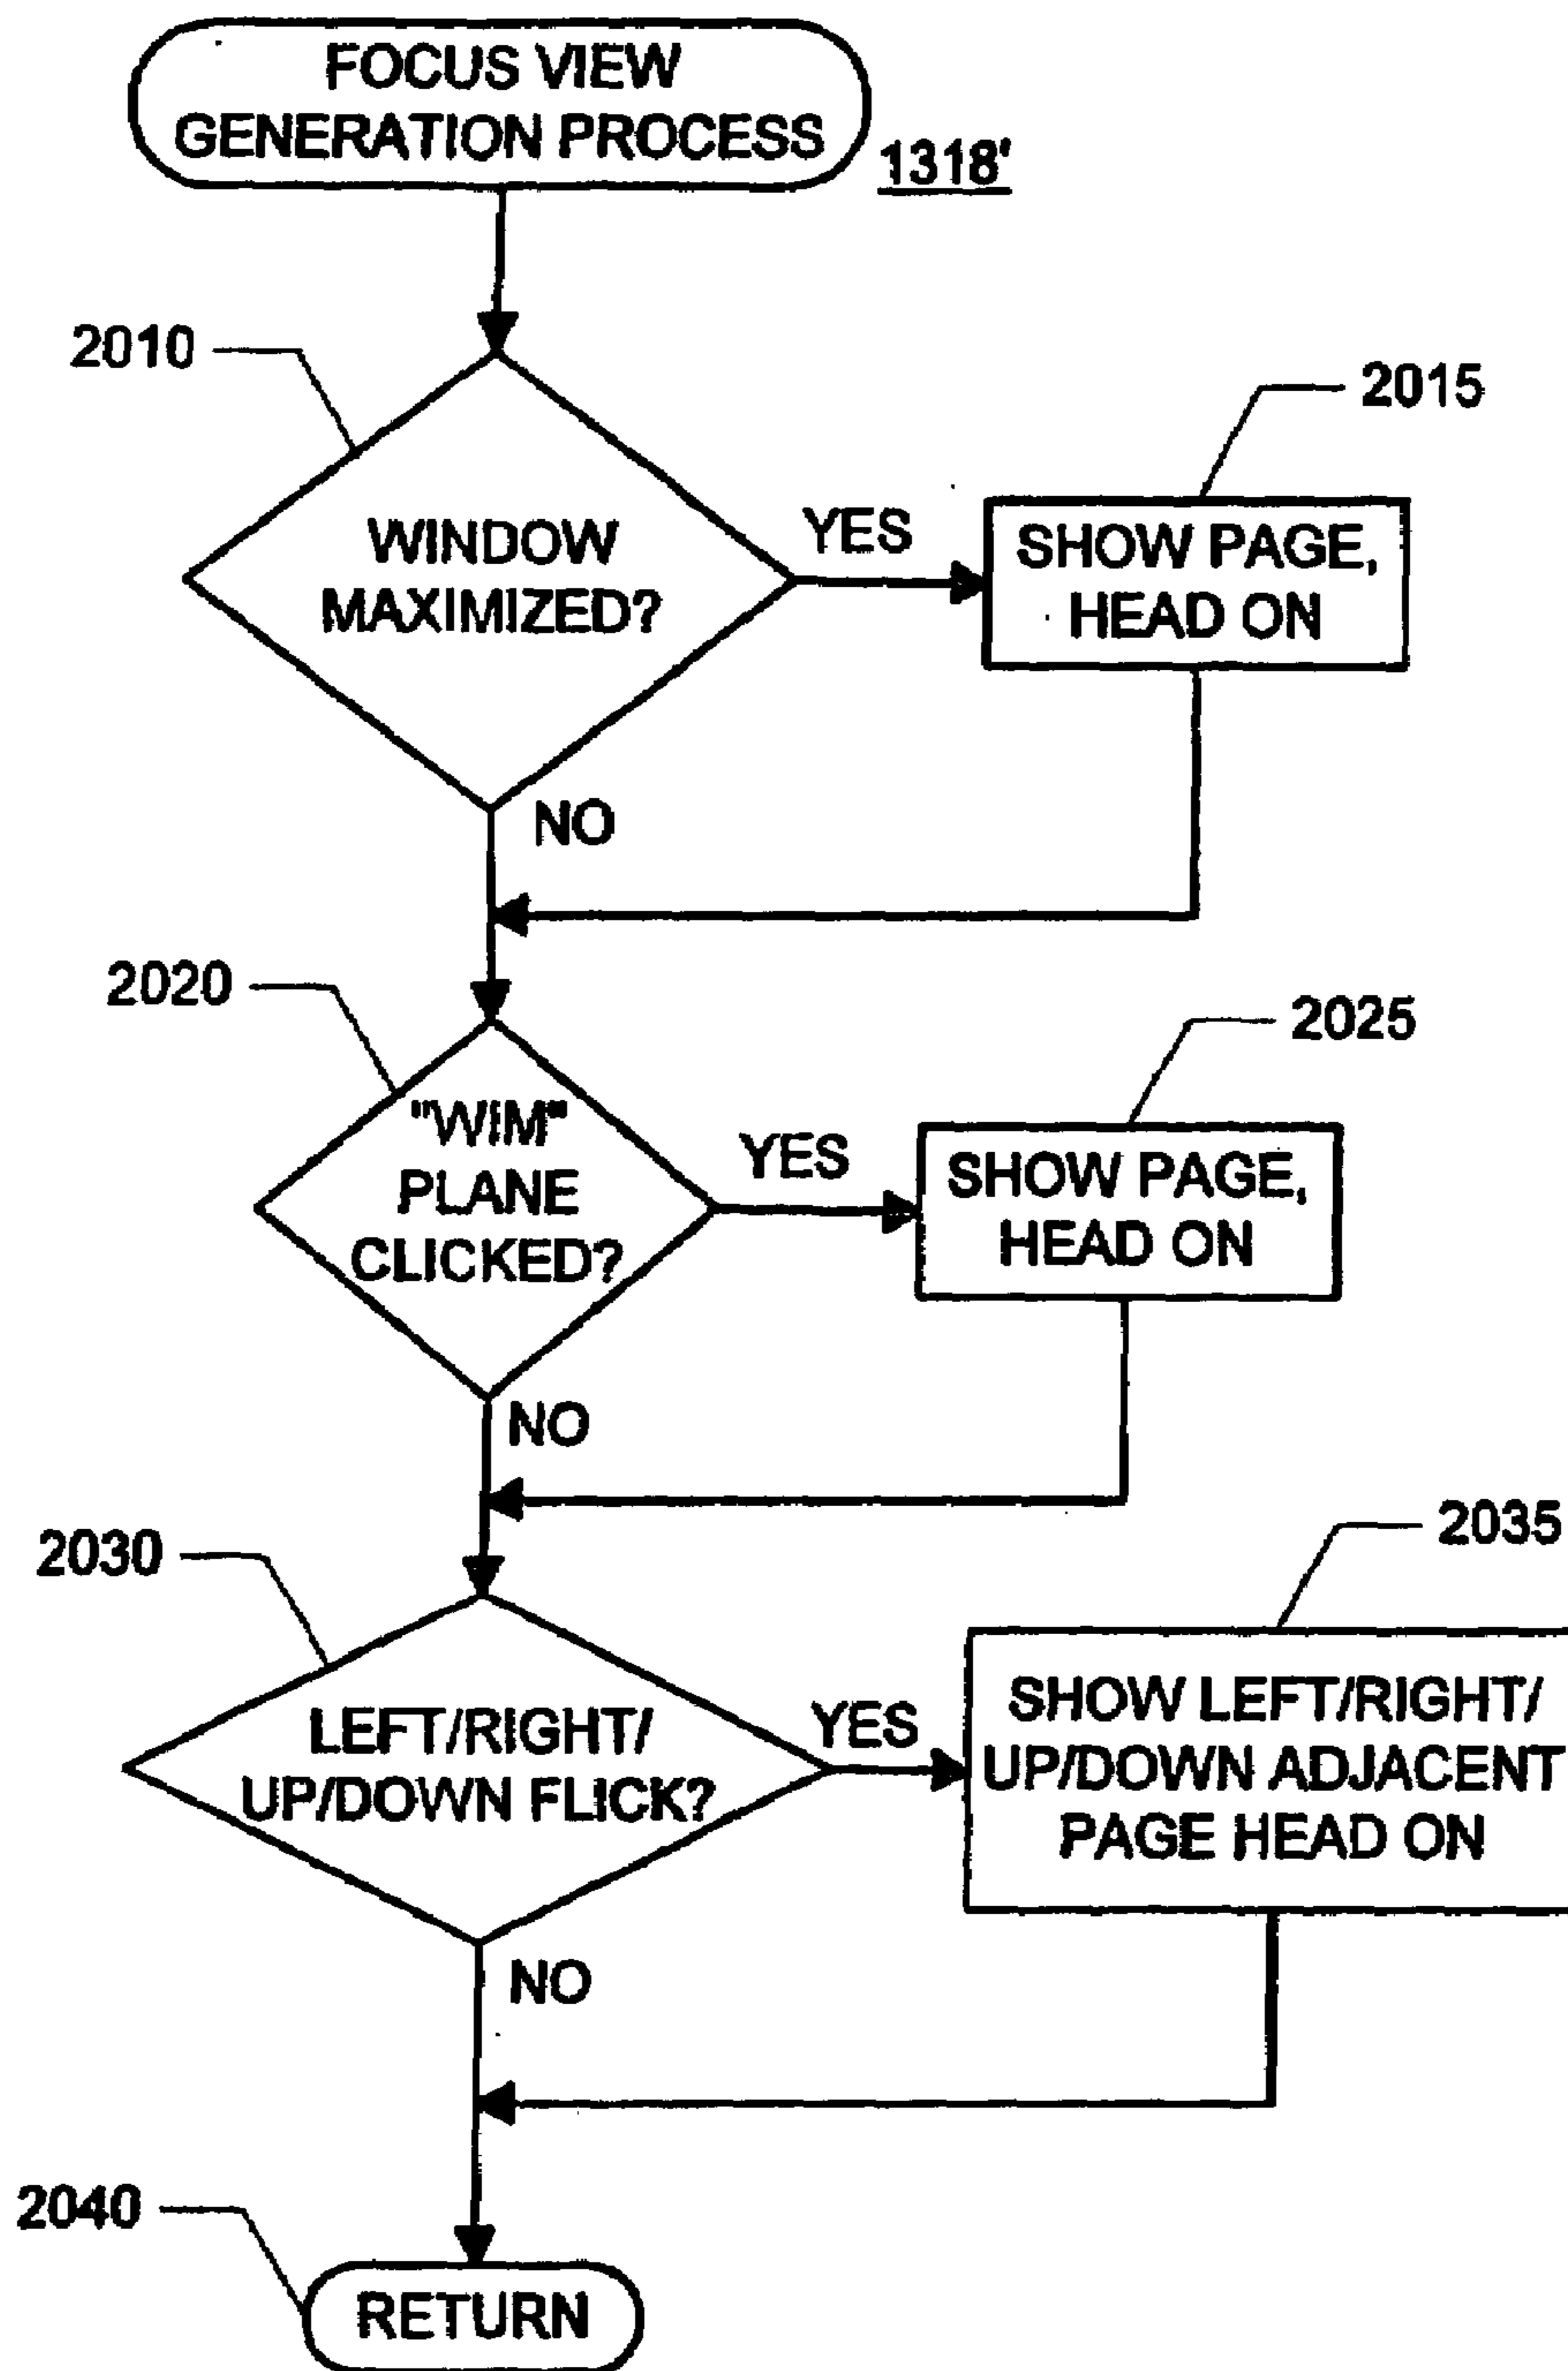 FOCUS VIEW
GENERATION PROCESS
1318'
2010
2015
WINDOW
MAXIMIZED?
YES
SHOW PAGE,
HEAD ON
NO
2020
2025
"WIM"
PLANE
CLICKED?
YES
SHOW PAGE,
HEAD ON
NO
2030
2035
LEFT/RIGHT/
UP/DOWN FLICK?
YES
SHOW LEFT/RIGHT/
UP/DOWN ADJACENT
PAGE HEAD ON
NO
2040
RETURN